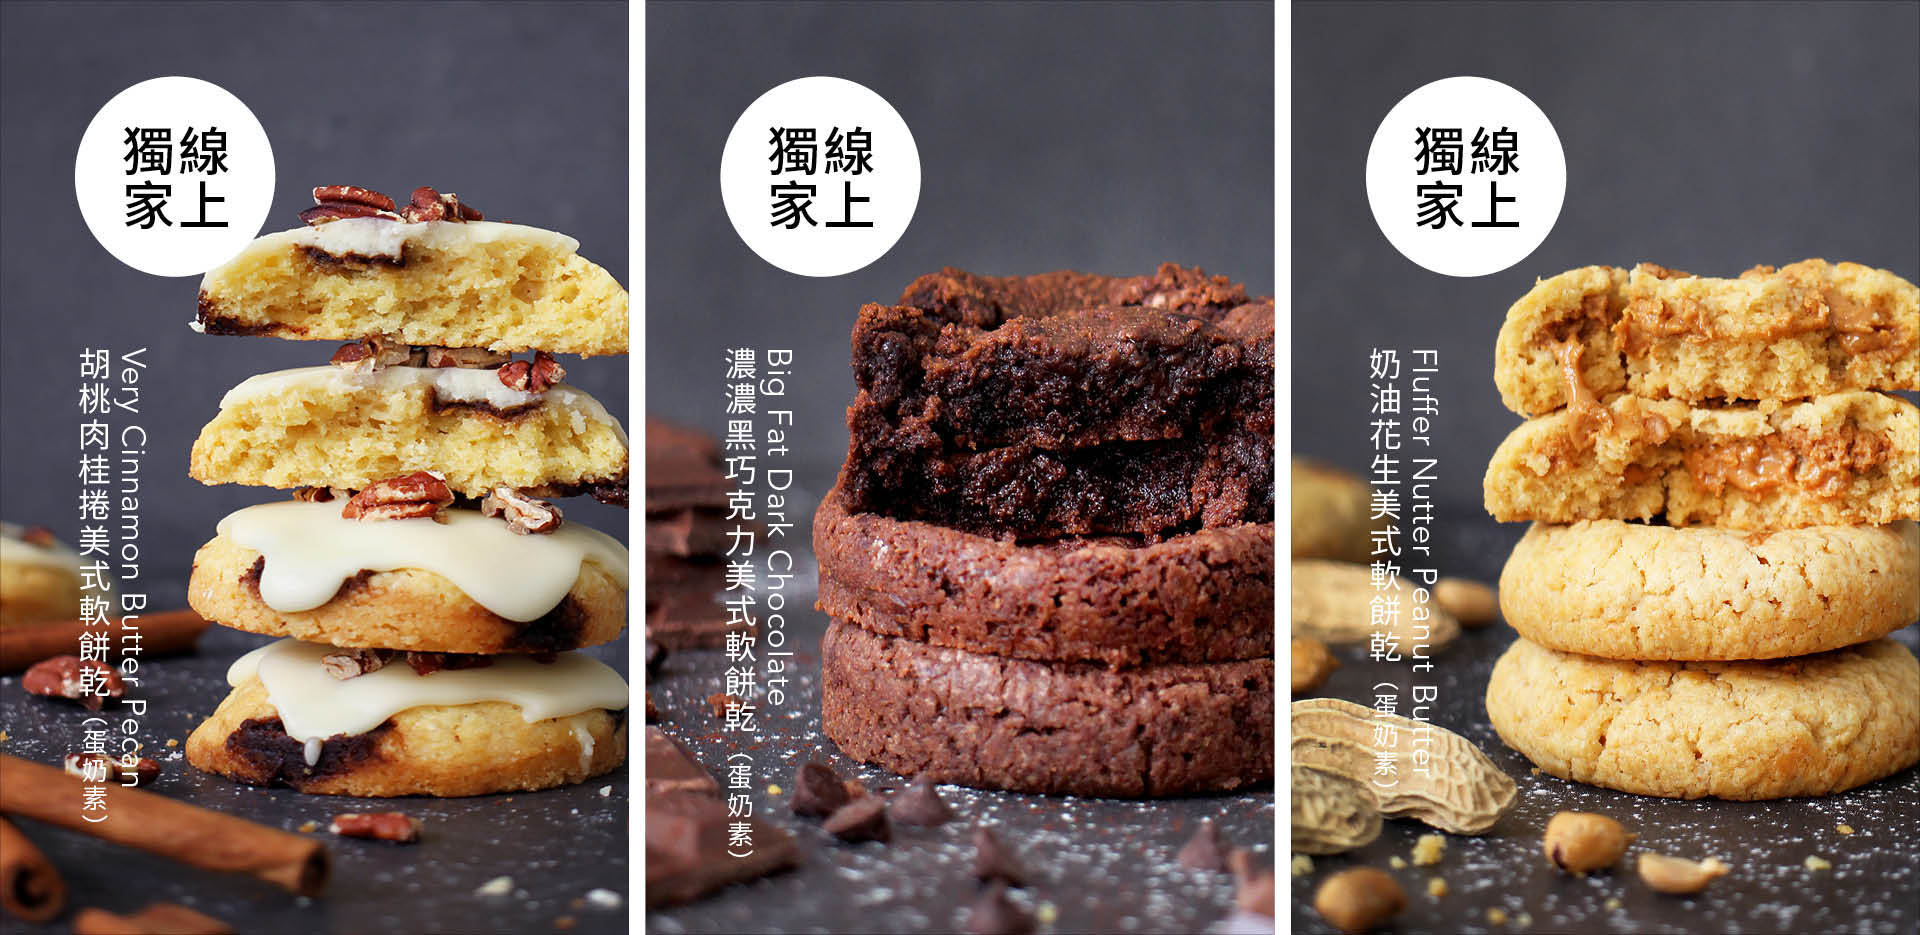 線上
獨家
Very Cinnamon Butter Pecan
胡桃肉桂捲美式軟餅乾（蛋奶素）
線上
獨家
Big Fat Dark Chocolate
濃濃黑巧克力美式軟餅乾（蛋奶素）
線上
獨家
Fluffer Nutter Peanut Butter
奶油花生美式軟餅乾（蛋奶素）